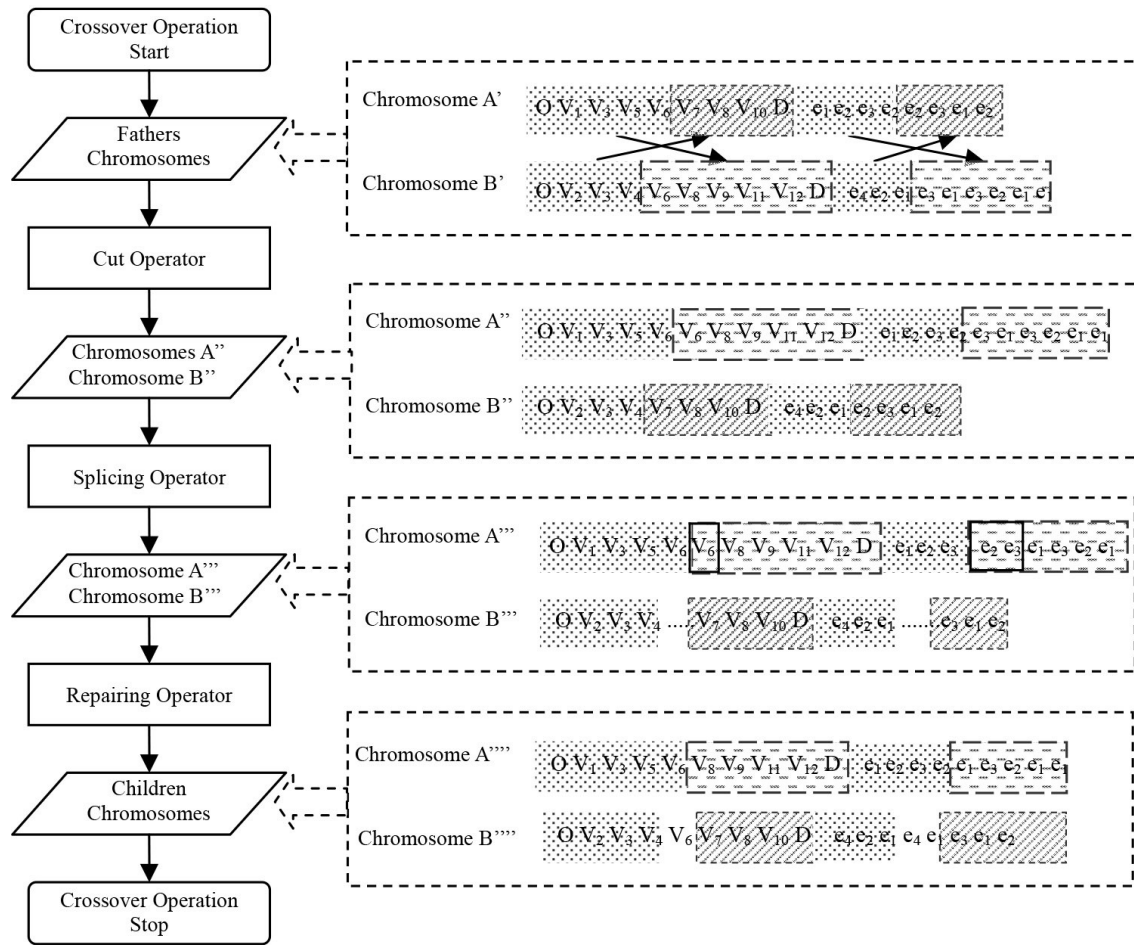 Crossover Operation
Start
Fathers
Chromosomes
Cut Operator
Chromosomes A''
Chromosome B''
Splicing Operator
Chromosome A'''
Chromosome B'''
Repairing Operator
Children
Chromosomes
Crossover Operation
Stop
Chromosome A' O V₁ V₃ V₅ V₆ V₇ V₈ V₁₀ D e₁ e₂ e₃ e₂ e₂ e₃ e₁ e₂
Chromosome B' O V₂ V₃ V₄ V₆ V₈ V₉ V₁₁ V₁₂ D e₄ e₂ e₁ e₃ e₁ e₃ e₂ e₁ e
Chromosome A'' O V₁ V₃ V₅ V₆ V₆ V₈ V₉ V₁₁ V₁₂ D e₁ e₂ e₃ e₂ e₃ e₁ e₃ e₂ e₁ e₁
Chromosome B'' O V₂ V₃ V₄ V₇ V₈ V₁₀ D e₄ e₂ e₁ e₂ e₃ e₁ e₂
Chromosome A''' O V₁ V₃ V₅ V₆ V₆ V₈ V₉ V₁₁ V₁₂ D e₁ e₂ e₃ e₂ e₃ e₁ e₃ e₂ e₁
Chromosome B''' O V₂ V₃ V₄ ...... V₇ V₈ V₁₀ D e₄ e₂ e₁ ...... e₃ e₁ e₂
Chromosome A'''' O V₁ V₃ V₅ V₆ V₈ V₉ V₁₁ V₁₂ D e₁ e₂ e₃ e₂ e₁ e₃ e₂ e₁ e₁
Chromosome B'''' O V₂ V₃ V₄ V₆ V₇ V₈ V₁₀ D e₄ e₂ e₁ e₄ e₁ e₃ e₁ e₂